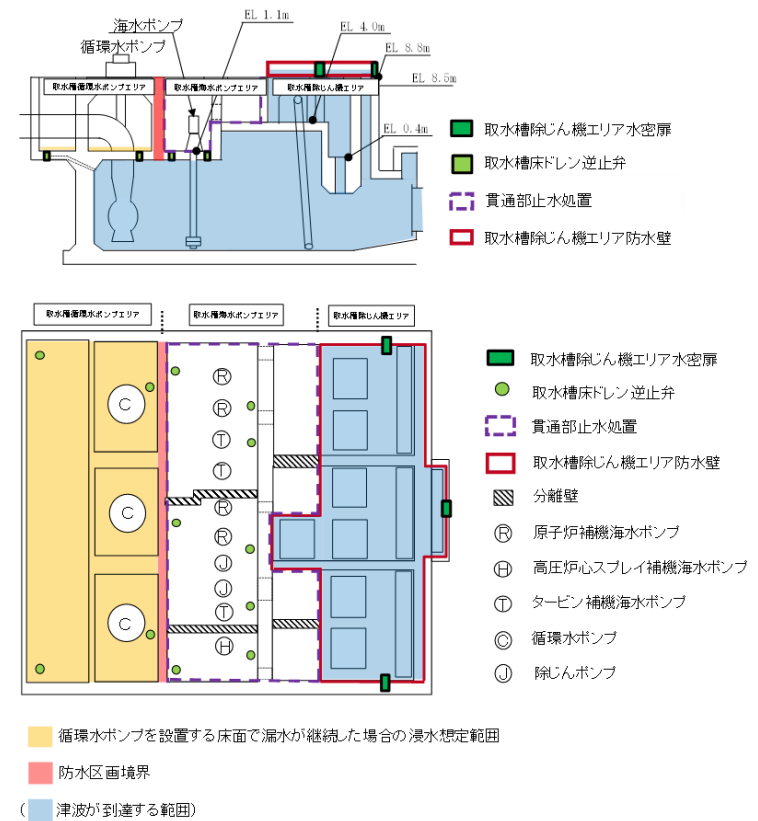 EL 1.1m
海水ポンプ
EL 4.0m
循環水ポンプ
EL 8.8m
EL 8.5m
取水槽循環水ポンプエリア
取水槽海水ポンプエリア
取水槽除じん機エリア
EL 0.4m
取水槽除じん機エリア水密扉
取水槽床ドレン逆止弁
貫通部止水処置
取水槽除じん機エリア防水壁
取水槽循環水ポンプエリア
取水槽海水ポンプエリア
取水槽除じん機エリア
R
R
T
T
R
R
J
J
T
H
C
C
C
取水槽除じん機エリア水密扉
取水槽床ドレン逆止弁
貫通部止水処置
取水槽除じん機エリア防水壁
分離壁
R 原子炉補機海水ポンプ
H 高圧炉心スプレイ補機海水ポンプ
T タービン補機海水ポンプ
C 循環水ポンプ
J 除じんポンプ
循環水ポンプを設置する床面で漏水が継続した場合の浸水想定範囲
防水区画境界
( 津波が到達する範囲)